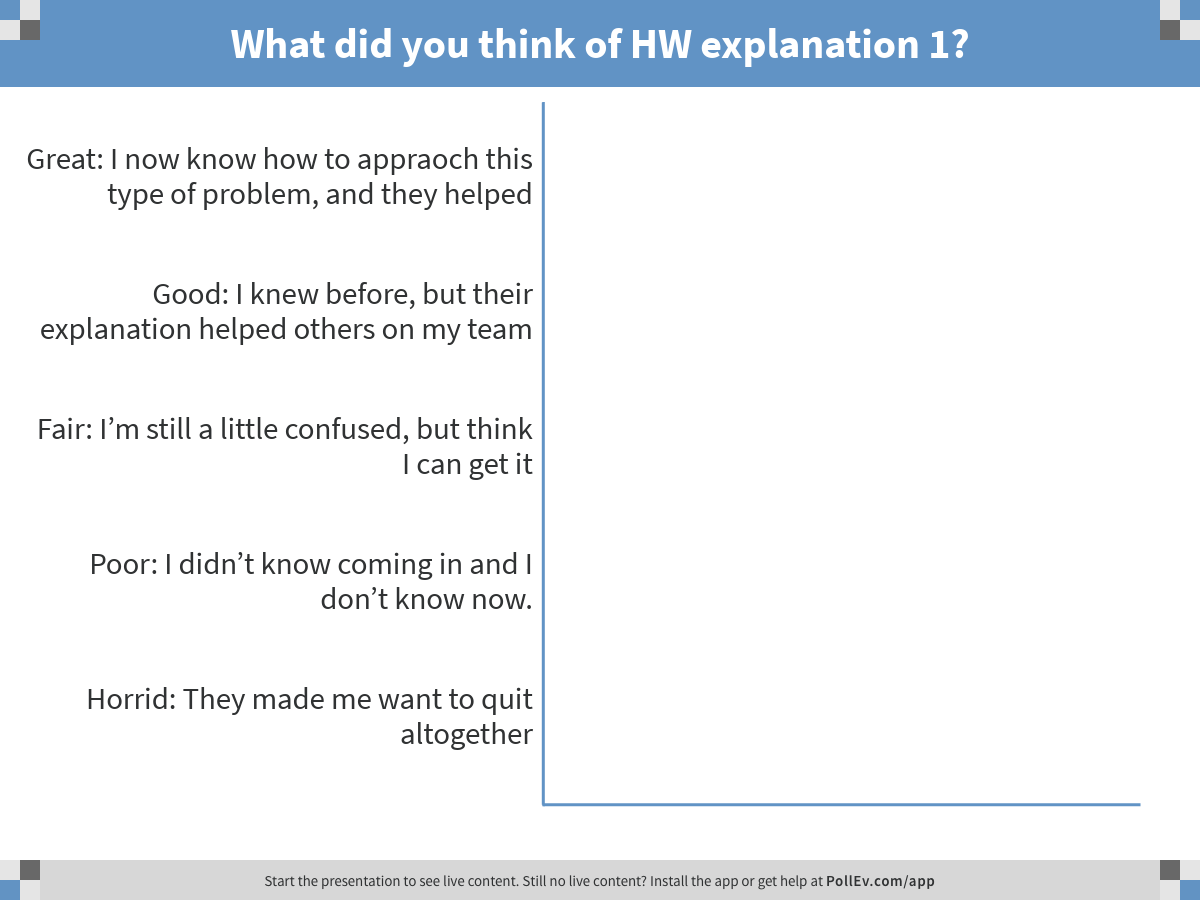 What did you think of HW explanation 1?
Great: I now know how to appraoch this
type of problem, and they helped
Good: I knew before, but their
explanation helped others on my team
Fair: I’m still a little confused, but think
I can get it
Poor: I didn’t know coming in and I
don’t know now.
Horrid: They made me want to quit
altogether
Start the presentation to see live content. Still no live content? Install the app or get help at PollEv.com/app